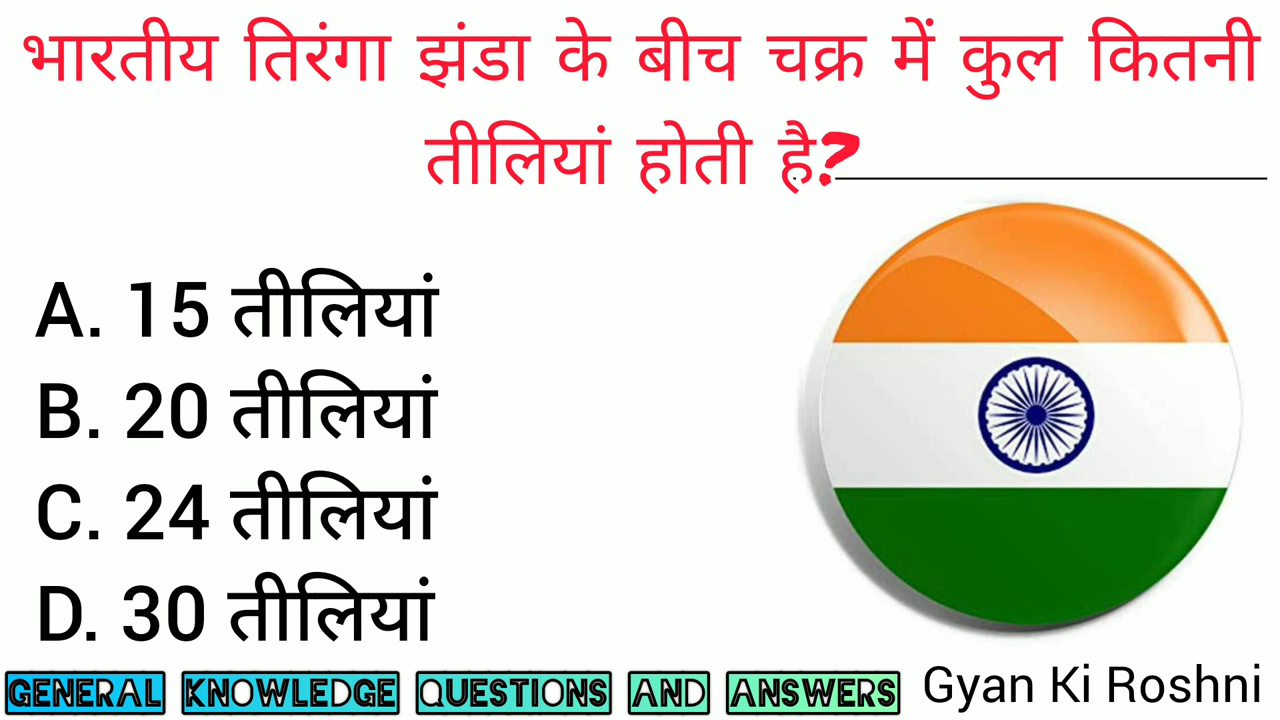 भारतीय तिरंगा झंडा के बीच चक्र में कुल कितनी
तीलियां होती है?
A. 15 तीलियां
B. 20 तीलियां
C. 24 तीलियां
D. 30 तीलियां
GENERAL KNOWLEDGE QUESTIONS AND ANSWERS
Gyan Ki Roshni